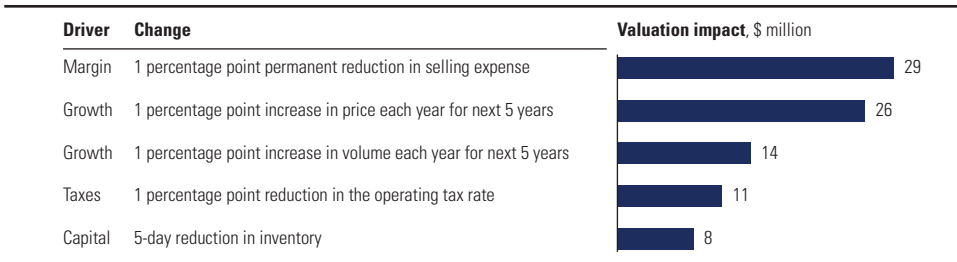 Driver Change Valuation impact, $ million
Margin 1 percentage point permanent reduction in selling expense 29
Growth 1 percentage point increase in price each year for next 5 years 26
Growth 1 percentage point increase in volume each year for next 5 years 14
Taxes 1 percentage point reduction in the operating tax rate 11
Capital 5-day reduction in inventory 8